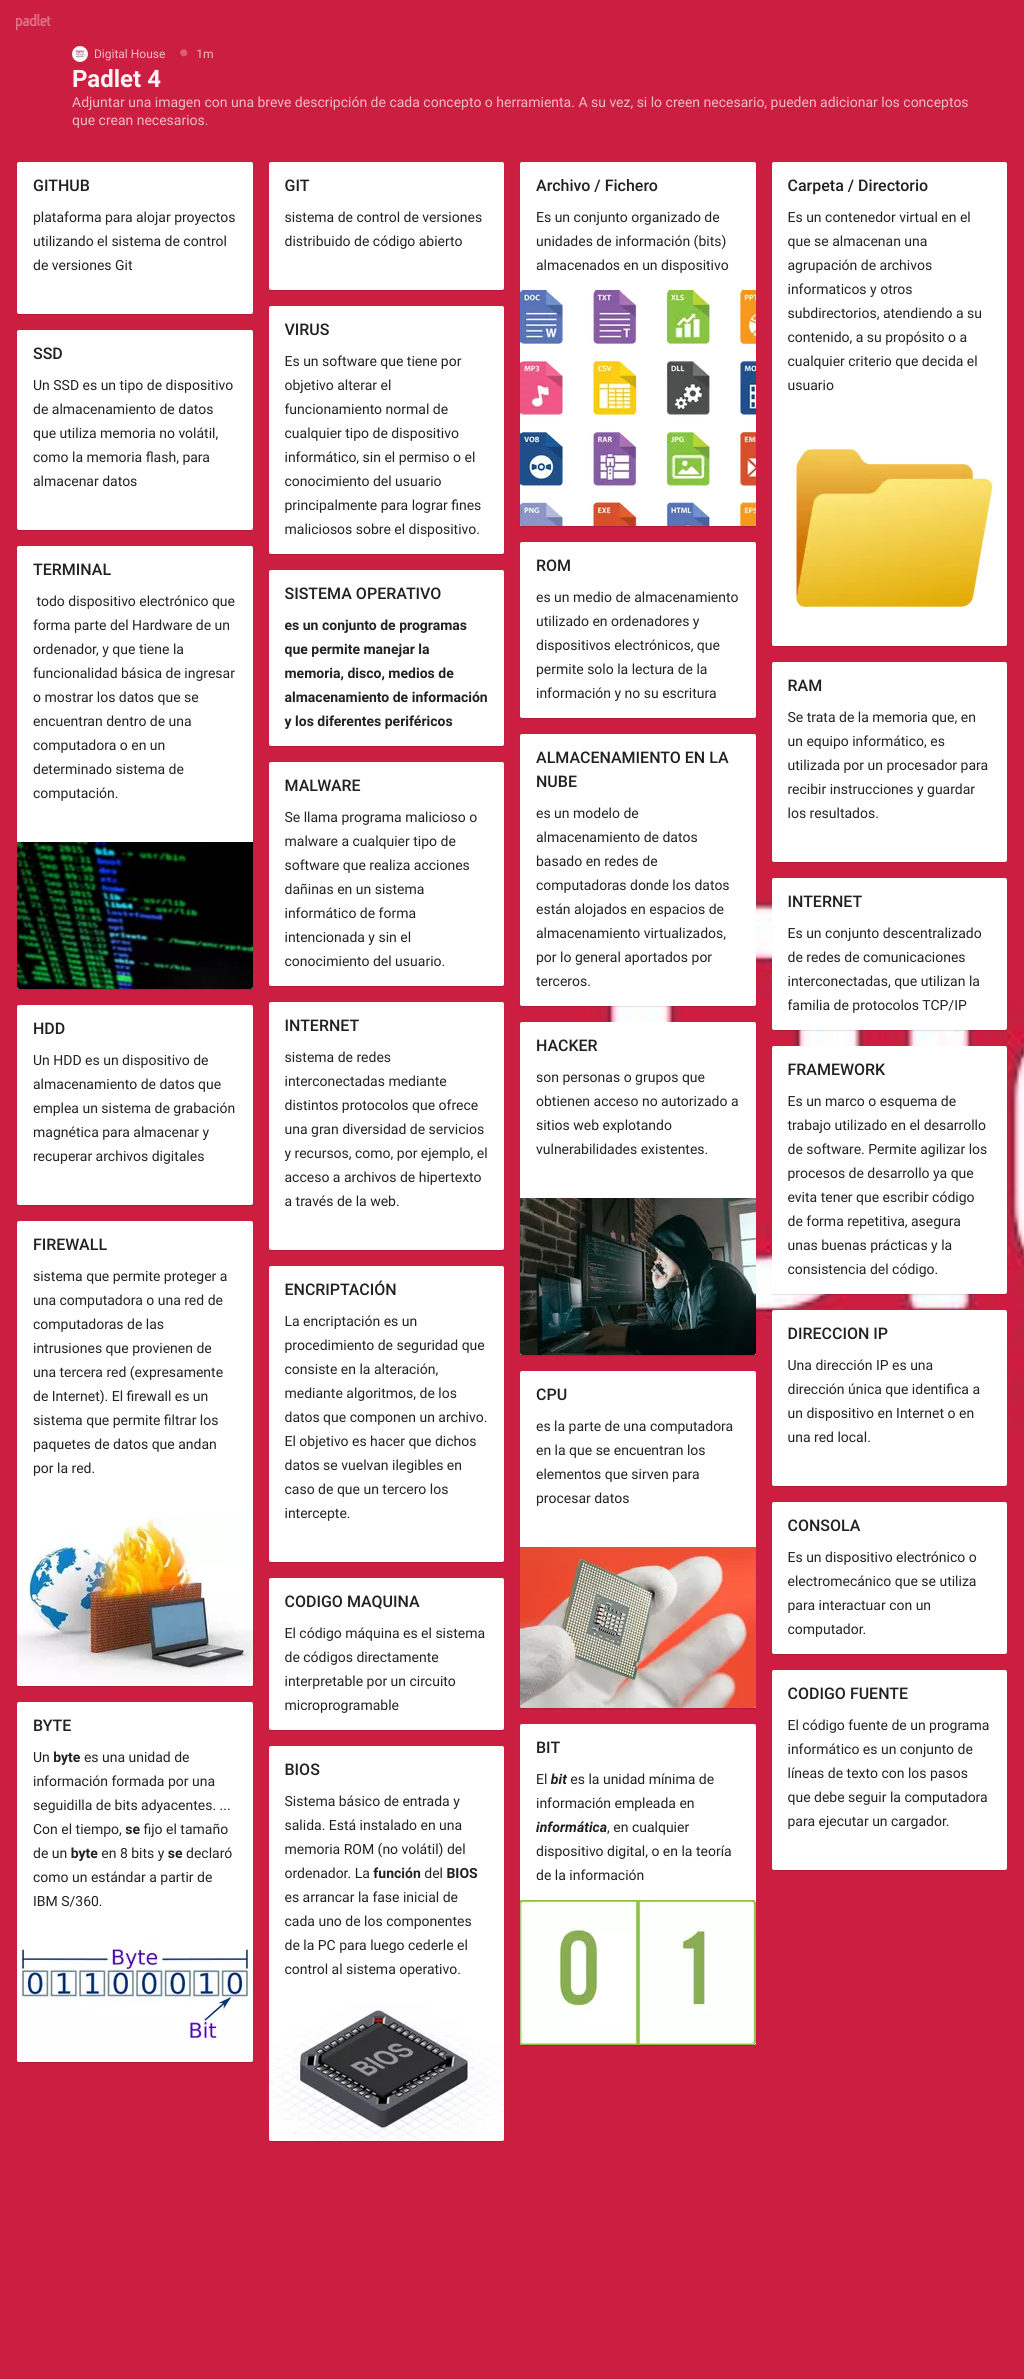 padlet
Digital House 1m
Padlet 4
Adjuntar una imagen con una breve descripción de cada concepto o herramienta. A su vez, si lo creen necesario, pueden adicionar los conceptos
que crean necesarios.
GITHUB
plataforma para alojar proyectos
utilizando el sistema de control
de versiones Git
SSD
Un SSD es un tipo de dispositivo
de almacenamiento de datos
que utiliza memoria no volátil,
como la memoria flash, para
almacenar datos
TERMINAL
todo dispositivo electrónico que
forma parte del Hardware de un
ordenador, y que tiene la
funcionalidad básica de ingresar
o mostrar los datos que se
encuentran dentro de una
computadora o en un
determinado sistema de
computación.
HDD
Un HDD es un dispositivo de
almacenamiento de datos que
emplea un sistema de grabación
magnética para almacenar y
recuperar archivos digitales
FIREWALL
sistema que permite proteger a
una computadora o una red de
computadoras de las
intrusiones que provienen de
una tercera red (expresamente
de Internet). El firewall es un
sistema que permite filtrar los
paquetes de datos que andan
por la red.
BYTE
Un byte es una unidad de
información formada por una
seguidilla de bits adyacentes. ...
Con el tiempo, se fijo el tamaño
de un byte en 8 bits y se declaró
como un estándar a partir de
IBM S/360.
Byte
0 1 1 0 0 0 1 0
Bit
GIT
sistema de control de versiones
distribuido de código abierto
VIRUS
Es un software que tiene por
objetivo alterar el
funcionamiento normal de
cualquier tipo de dispositivo
informático, sin el permiso o el
conocimiento del usuario
principalmente para lograr fines
maliciosos sobre el dispositivo.
SISTEMA OPERATIVO
es un conjunto de programas
que permite manejar la
memoria, disco, medios de
almacenamiento de información
y los diferentes periféricos
MALWARE
Se llama programa malicioso o
malware a cualquier tipo de
software que realiza acciones
dañinas en un sistema
informático de forma
intencionada y sin el
conocimiento del usuario.
INTERNET
sistema de redes
interconectadas mediante
distintos protocolos que ofrece
una gran diversidad de servicios
y recursos, como, por ejemplo, el
acceso a archivos de hipertexto
a través de la web.
ENCRIPTACIÓN
La encriptación es un
procedimiento de seguridad que
consiste en la alteración,
mediante algoritmos, de los
datos que componen un archivo.
El objetivo es hacer que dichos
datos se vuelvan ilegibles en
caso de que un tercero los
intercepte.
CODIGO MAQUINA
El código máquina es el sistema
de códigos directamente
interpretable por un circuito
microprogramable
BIOS
Sistema básico de entrada y
salida. Está instalado en una
memoria ROM (no volátil) del
ordenador. La función del BIOS
es arrancar la fase inicial de
cada uno de los componentes
de la PC para luego cederle el
control al sistema operativo.
BIOS
Archivo / Fichero
Es un conjunto organizado de
unidades de información (bits)
almacenados en un dispositivo
DOC TXT XLS PPT
W T
MP3 CSV DLL MO
VOB RAR JPG EM
PNG EXE HTML EPS
ROM
es un medio de almacenamiento
utilizado en ordenadores y
dispositivos electrónicos, que
permite solo la lectura de la
información y no su escritura
ALMACENAMIENTO EN LA
NUBE
es un modelo de
almacenamiento de datos
basado en redes de
computadoras donde los datos
están alojados en espacios de
almacenamiento virtualizados,
por lo general aportados por
terceros.
HACKER
son personas o grupos que
obtienen acceso no autorizado a
sitios web explotando
vulnerabilidades existentes.
CPU
es la parte de una computadora
en la que se encuentran los
elementos que sirven para
procesar datos
BIT
El bit es la unidad mínima de
información empleada en
informática, en cualquier
dispositivo digital, o en la teoría
de la información
0 1
Carpeta / Directorio
Es un contenedor virtual en el
que se almacenan una
agrupación de archivos
informaticos y otros
subdirectorios, atendiendo a su
contenido, a su propósito o a
cualquier criterio que decida el
usuario
RAM
Se trata de la memoria que, en
un equipo informático, es
utilizada por un procesador para
recibir instrucciones y guardar
los resultados.
INTERNET
Es un conjunto descentralizado
de redes de comunicaciones
interconectadas, que utilizan la
familia de protocolos TCP/IP
FRAMEWORK
Es un marco o esquema de
trabajo utilizado en el desarrollo
de software. Permite agilizar los
procesos de desarrollo ya que
evita tener que escribir código
de forma repetitiva, asegura
unas buenas prácticas y la
consistencia del código.
DIRECCION IP
Una dirección IP es una
dirección única que identifica a
un dispositivo en Internet o en
una red local.
CONSOLA
Es un dispositivo electrónico o
electromecánico que se utiliza
para interactuar con un
computador.
CODIGO FUENTE
El código fuente de un programa
informático es un conjunto de
líneas de texto con los pasos
que debe seguir la computadora
para ejecutar un cargador.